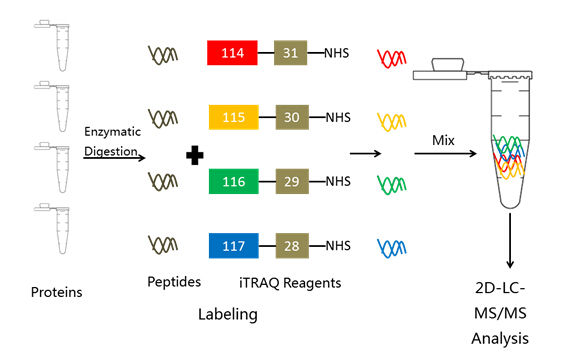 114 31 NHS
115 30 NHS
Enzymatic
Digestion
Mix
116 29 NHS
117 28 NHS
Proteins
Peptides
iTRAQ Reagents
Labeling
2D-LC-
MS/MS
Analysis